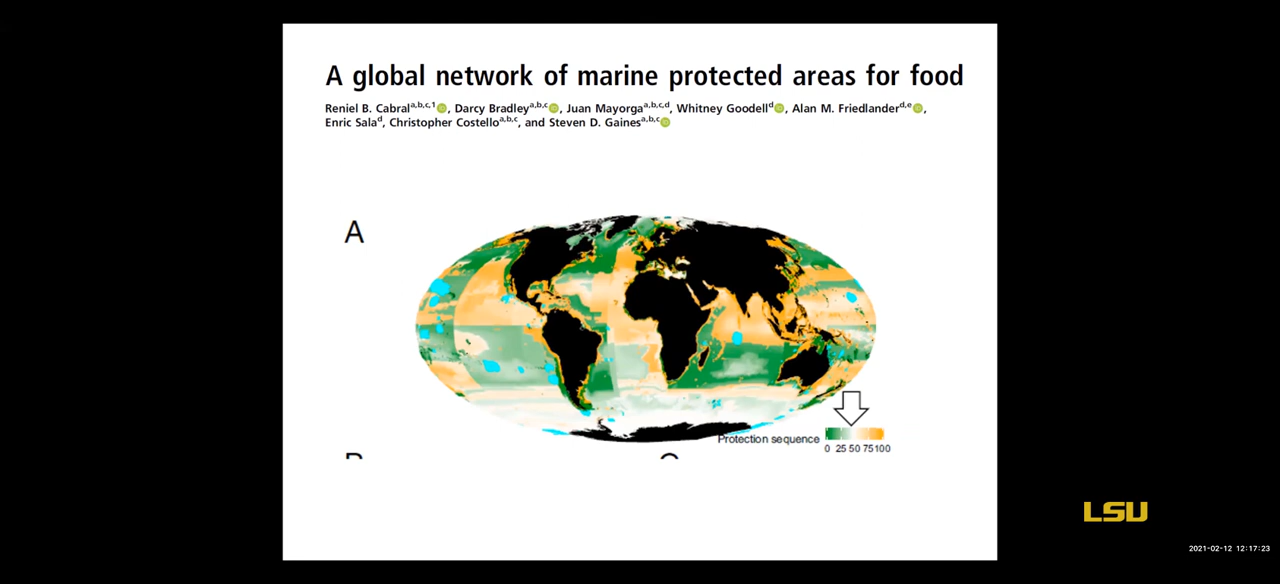 A global network of marine protected areas for food
Reniel B. Cabral a,b,c,1, Darcy Bradley a,b,c, Juan Mayorga a,b,c,d, Whitney Goodell d, Alan M. Friedlander d,e,
Enric Sala d, Christopher Costello a,b,c, and Steven D. Gaines a,b,c
A
Protection sequence
0 25 50 75 100
LSU
2021-02-12 12:17:23